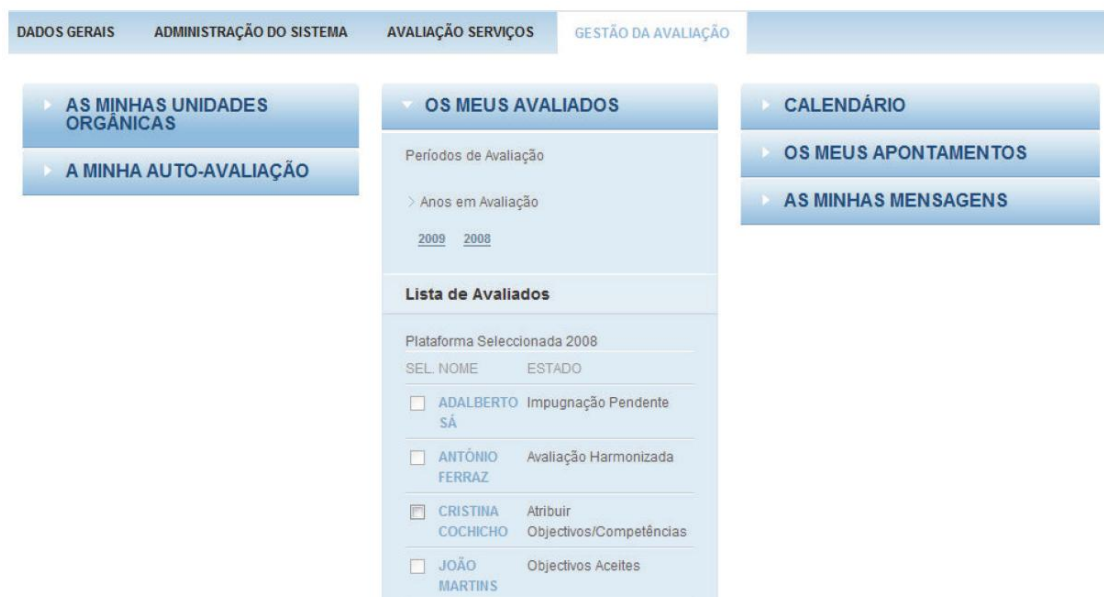 DADOS GERAIS ADMINISTRAÇÃO DO SISTEMA AVALIAÇÃO SERVIÇOS GESTÃO DA AVALIAÇÃO
AS MINHAS UNIDADES
ORGÂNICAS
A MINHA AUTO-AVALIAÇÃO
OS MEUS AVALIADOS
Períodos de Avaliação
> Anos em Avaliação
2009 2008
Lista de Avaliados
Plataforma Seleccionada 2008
SEL. NOME ESTADO
ADALBERTO Impugnação Pendente
SÁ
ANTÓNIO Avaliação Harmonizada
FERRAZ
CRISTINA Atribuir
COCHICHO Objectivos/Competências
JOÃO Objectivos Aceites
MARTINS
CALENDÁRIO
OS MEUS APONTAMENTOS
AS MINHAS MENSAGENS